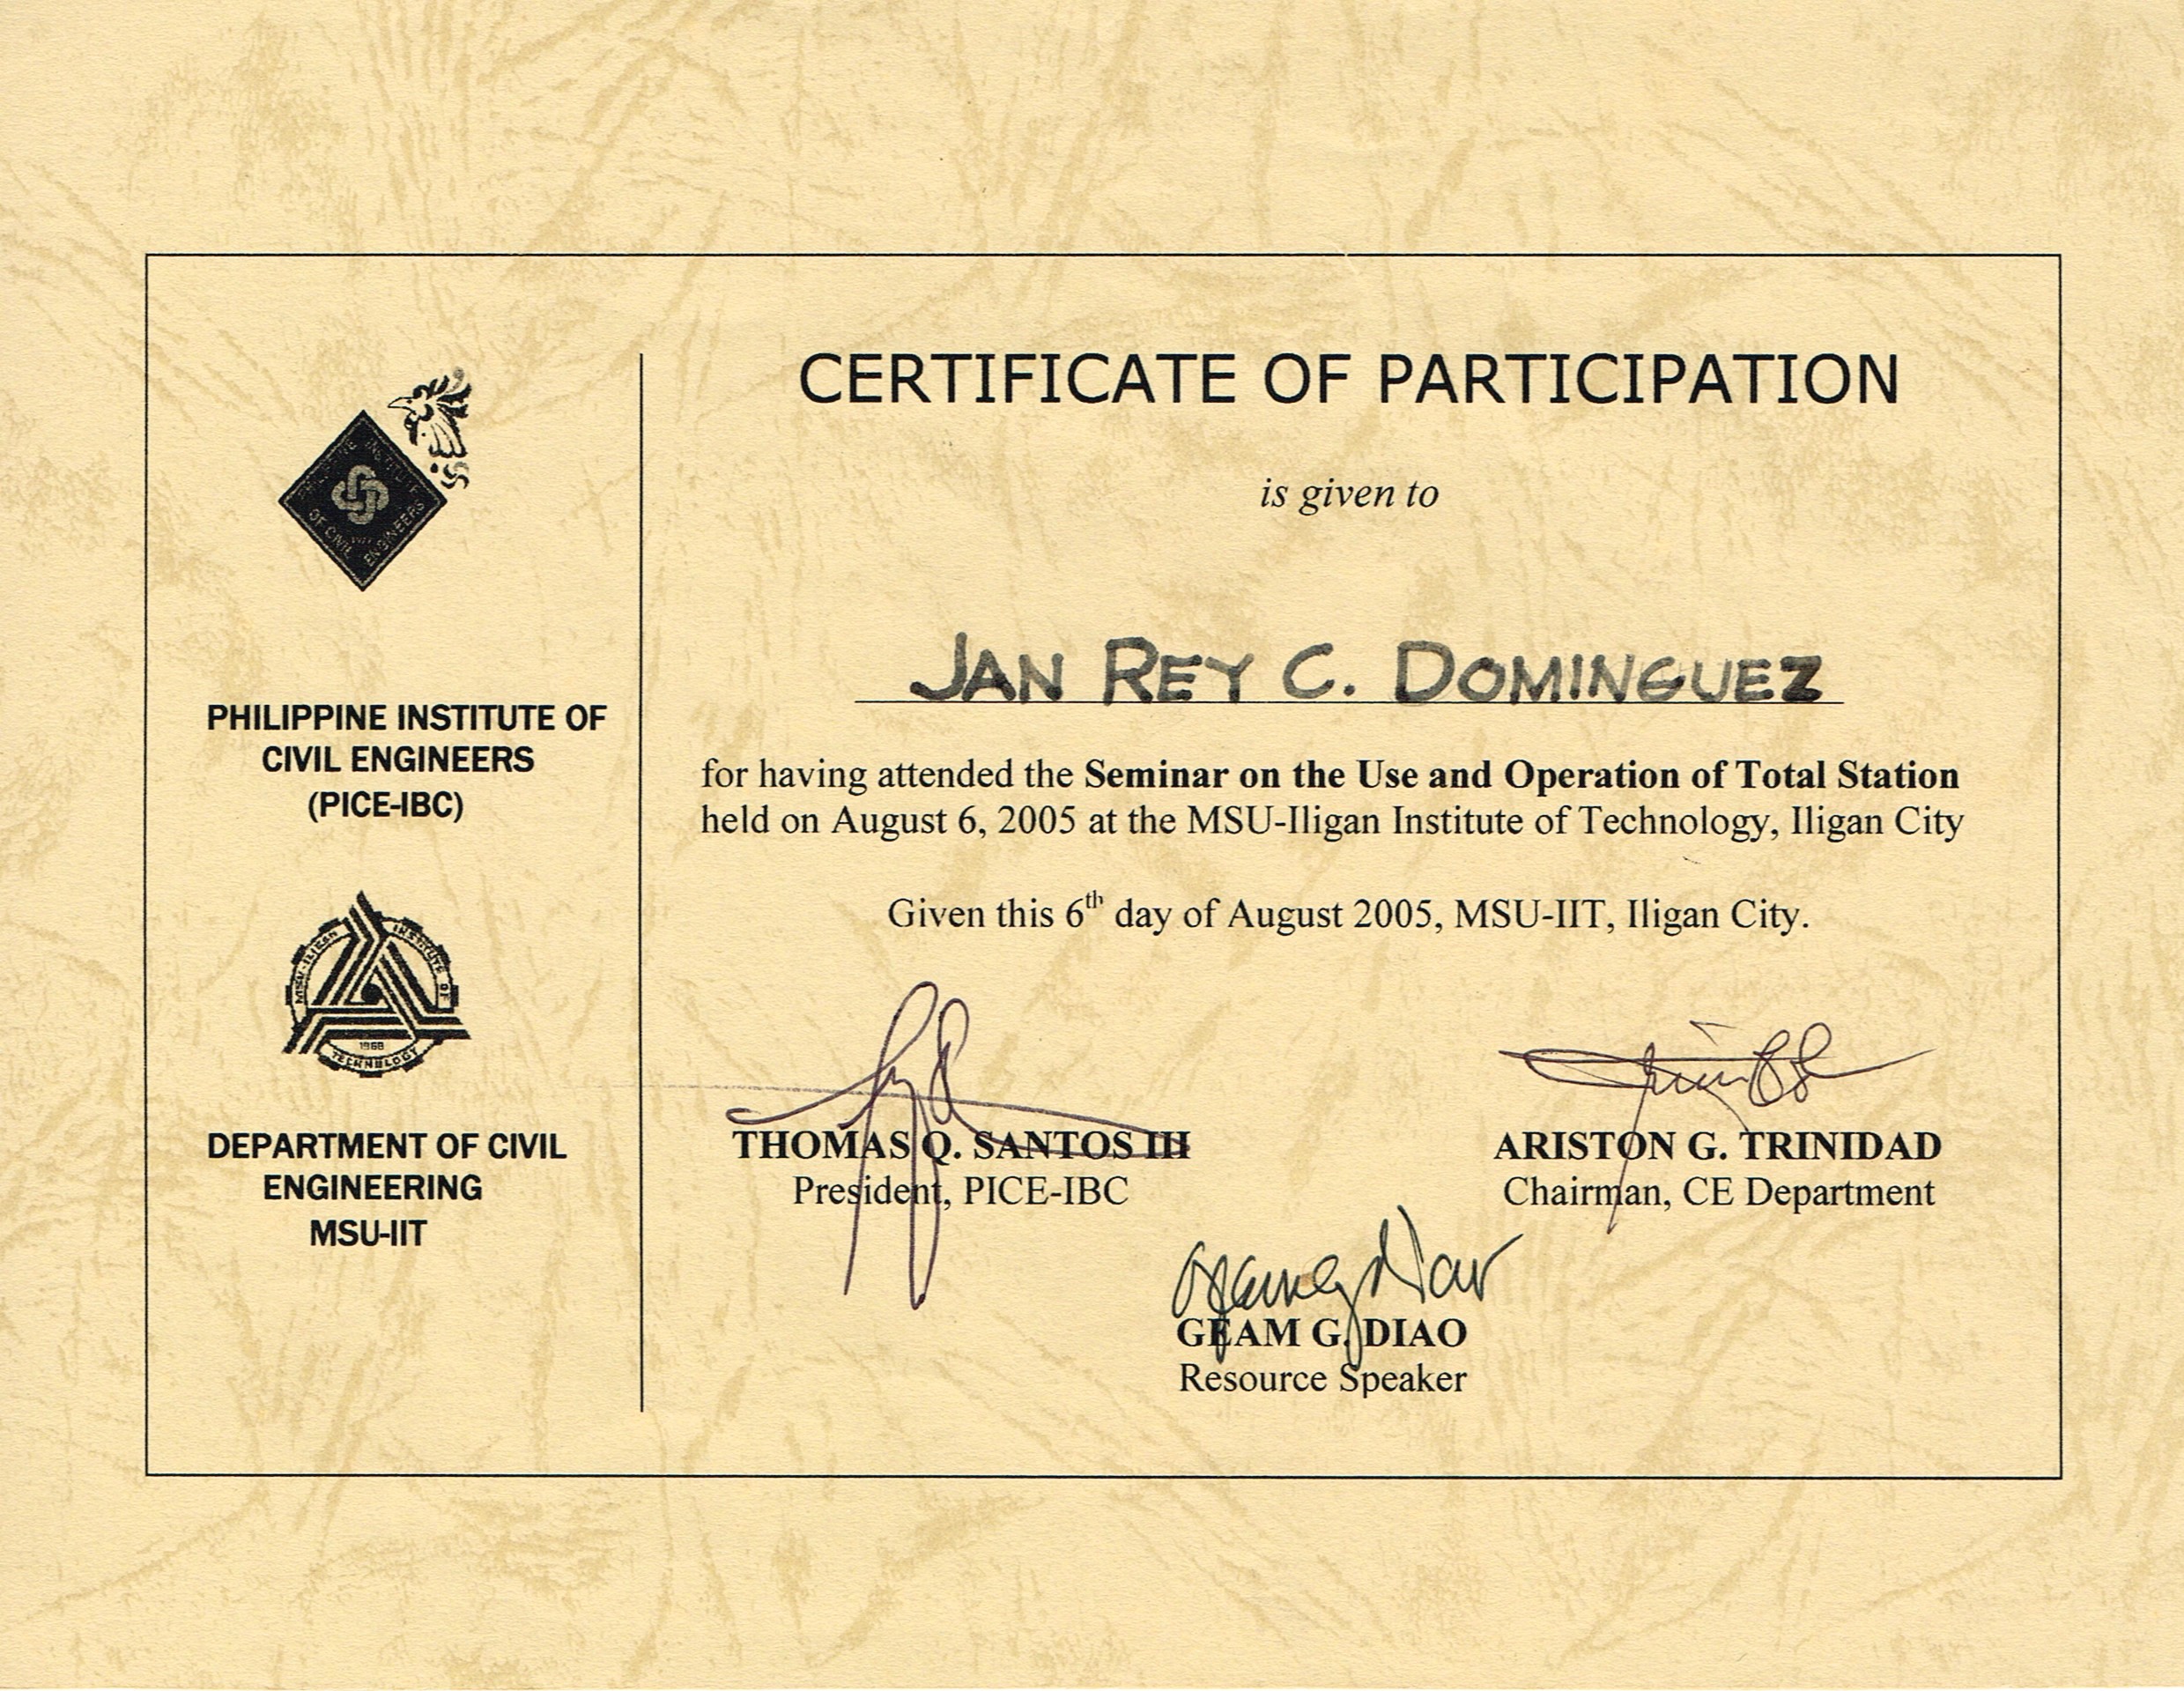 CERTIFICATE OF PARTICIPATION
is given to
JAN REY C. DOMINGUEZ
for having attended the Seminar on the Use and Operation of Total Station
held on August 6, 2005 at the MSU-Iligan Institute of Technology, Iligan City
Given this 6th day of August 2005, MSU-IIT, Iligan City.
THOMAS Q. SANTOS III
President, PICE-IBC
ARISTON G. TRINIDAD
Chairman, CE Department
GEAM G. DIAO
Resource Speaker
PHILIPPINE INSTITUTE
OF CIVIL ENGINEERS
PHILIPPINE INSTITUTE OF
CIVIL ENGINEERS
(PICE-IBC)
MSU-ILIGAN INSTITUTE OF
1968
TECHNOLOGY
DEPARTMENT OF CIVIL
ENGINEERING
MSU-IIT